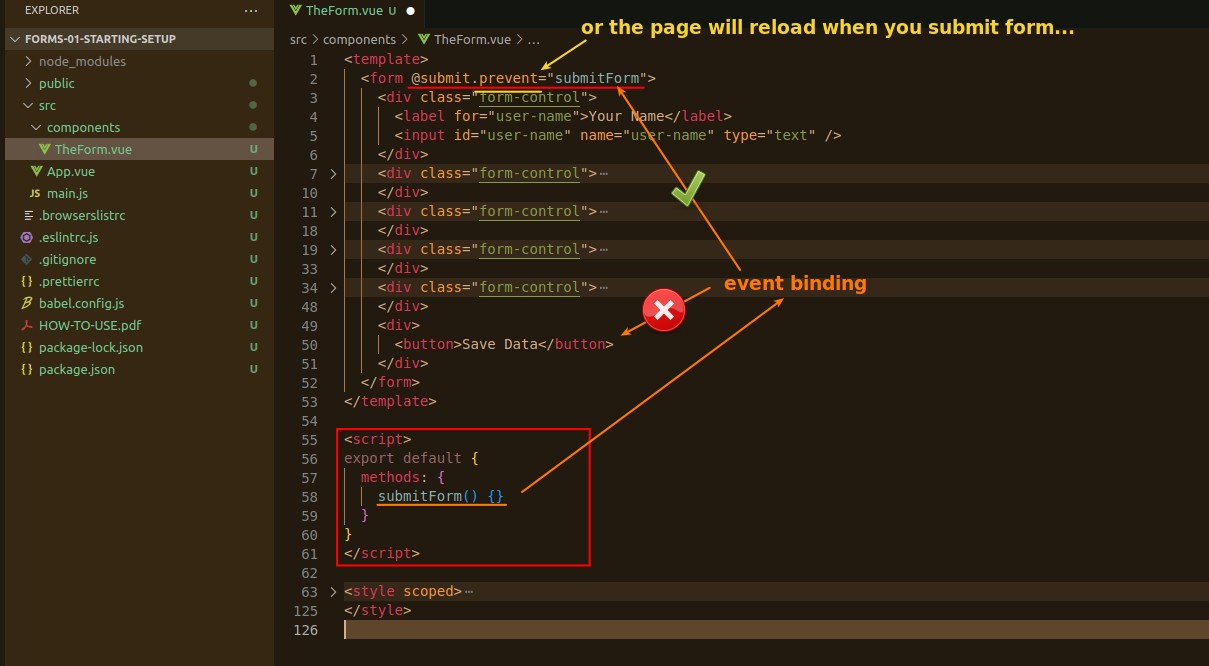 EXPLORER ···
FORMS-01-STARTING-SETUP
node_modules
public
src
components
TheForm.vue U
App.vue U
JS main.js U
.browserslistrc U
.eslintrc.js U
.gitignore U
{} .prettierrc U
babel.config.js U
HOW-TO-USE.pdf U
{} package-lock.json U
{} package.json U
TheForm.vue U ●
or the page will reload when you submit form...
src > components > TheForm.vue > ...
1 <template>
2 <form @submit.prevent="submitForm">
3 <div class="form-control">
4 <label for="user-name">Your Name</label>
5 <input id="user-name" name="user-name" type="text" />
6 </div>
7 > <div class="form-control">···
10 </div>
11 > <div class="form-control">···
18 </div>
19 > <div class="form-control">···
33 </div>
event binding
34 > <div class="form-control">···
48 </div>
49 <div>
50 <button>Save Data</button>
51 </div>
52 </form>
53 </template>
54
55 <script>
56 export default {
57 methods: {
58 submitForm() {}
59 }
60 }
61 </script>
62
63 > <style scoped>···
125 </style>
126